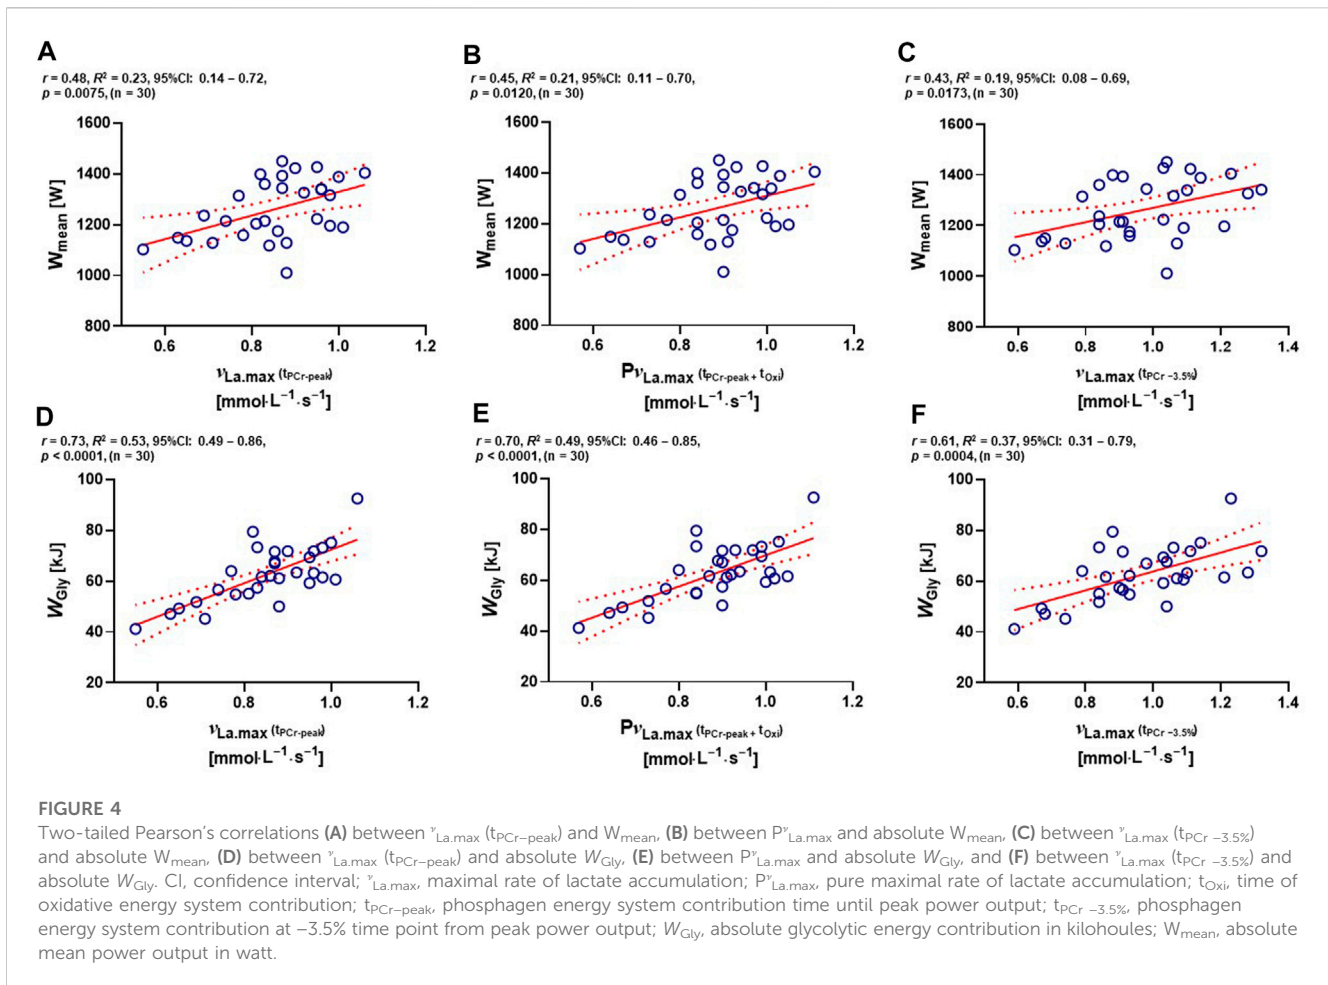 A
r = 0.48, R² = 0.23, 95%CI: 0.14 – 0.72,
p = 0.0075, (n = 30)
1600
1400
1200
1000
800
Wmean [W]
0.6 0.8 1.0 1.2
νLa.max (tPCr-peak)
[mmol·L⁻¹·s⁻¹]
B
r = 0.45, R² = 0.21, 95%CI: 0.11 – 0.70,
p = 0.0120, (n = 30)
1600
1400
1200
1000
800
Wmean [W]
0.6 0.8 1.0 1.2
PνLa.max (tPCr-peak + tOxi)
[mmol·L⁻¹·s⁻¹]
C
r = 0.43, R² = 0.19, 95%CI: 0.08 – 0.69,
p = 0.0173, (n = 30)
1600
1400
1200
1000
800
Wmean [W]
0.6 0.8 1.0 1.2 1.4
νLa.max (tPCr –3.5%)
[mmol·L⁻¹·s⁻¹]
D
r = 0.73, R² = 0.53, 95%CI: 0.49 – 0.86,
p < 0.0001, (n = 30)
100
80
60
40
20
WGly [kJ]
0.6 0.8 1.0 1.2
νLa.max (tPCr-peak)
[mmol·L⁻¹·s⁻¹]
E
r = 0.70, R² = 0.49, 95%CI: 0.46 – 0.85,
p < 0.0001, (n = 30)
100
80
60
40
20
WGly [kJ]
0.6 0.8 1.0 1.2
PνLa.max (tPCr-peak + tOxi)
[mmol·L⁻¹·s⁻¹]
F
r = 0.61, R² = 0.37, 95% CI: 0.31 – 0.79,
p = 0.0004, (n = 30)
100
80
60
40
20
WGly [kJ]
0.6 0.8 1.0 1.2 1.4
νLa.max (tPCr –3.5%)
[mmol·L⁻¹·s⁻¹]
FIGURE 4
Two-tailed Pearson's correlations (A) between νLa.max (tPCr–peak) and Wmean, (B) between PνLa.max and absolute Wmean, (C) between νLa.max (tPCr –3.5%)
and absolute Wmean, (D) between νLa.max (tPCr–peak) and absolute WGly, (E) between PνLa.max and absolute WGly, and (F) between νLa.max (tPCr –3.5%) and
absolute WGly. CI, confidence interval; νLa.max, maximal rate of lactate accumulation; PνLa.max, pure maximal rate of lactate accumulation; tOxi, time of
oxidative energy system contribution; tPCr–peak, phosphagen energy system contribution time until peak power output; tPCr –3.5%, phosphagen
energy system contribution at –3.5% time point from peak power output; WGly, absolute glycolytic energy contribution in kilohoules; Wmean, absolute
mean power output in watt.